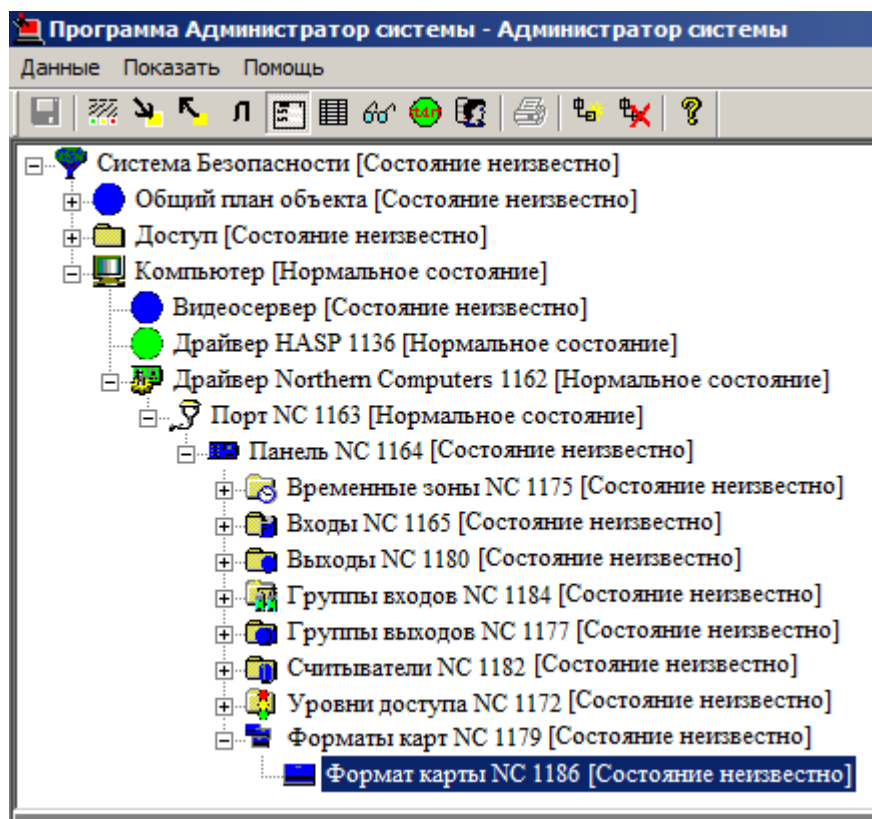 Программа Администратор системы - Администратор системы
Данные Показать Помощь
Л
Система Безопасности [Состояние неизвестно]
Общий план объекта [Состояние неизвестно]
Доступ [Состояние неизвестно]
Компьютер [Нормальное состояние]
Видеосервер [Состояние неизвестно]
Драйвер HASP 1136 [Нормальное состояние]
Драйвер Northern Computers 1162 [Нормальное состояние]
Порт NC 1163 [Нормальное состояние]
Панель NC 1164 [Состояние неизвестно]
Временные зоны NC 1175 [Состояние неизвестно]
Входы NC 1165 [Состояние неизвестно]
Выходы NC 1180 [Состояние неизвестно]
Группы входов NC 1184 [Состояние неизвестно]
Группы выходов NC 1177 [Состояние неизвестно]
Считыватели NC 1182 [Состояние неизвестно]
Уровни доступа NC 1172 [Состояние неизвестно]
Форматы карт NC 1179 [Состояние неизвестно]
Формат карты NC 1186 [Состояние неизвестно]